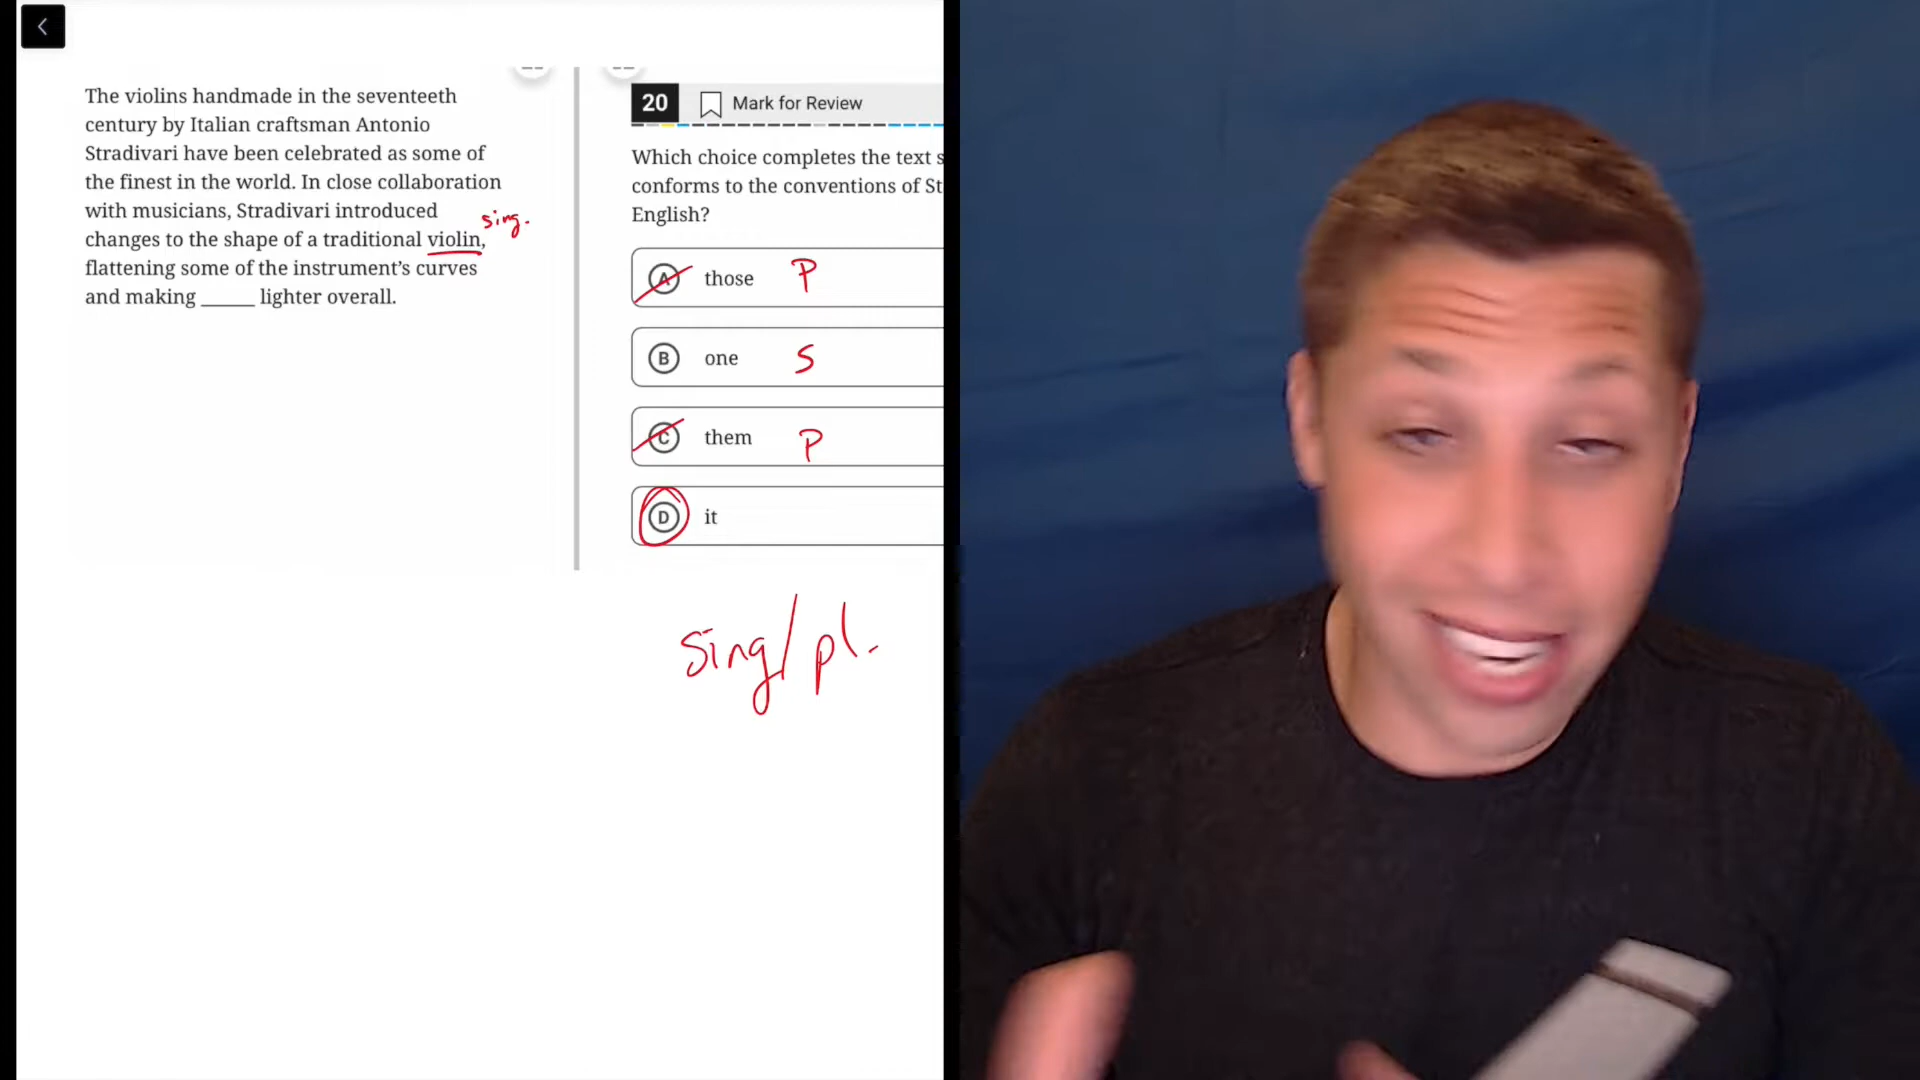 The violins handmade in the seventeeth
century by Italian craftsman Antonio
Stradivari have been celebrated as some of
the finest in the world. In close collaboration
with musicians, Stradivari introduced
sing.
changes to the shape of a traditional violin,
flattening some of the instrument's curves
and making ______ lighter overall.
20 Mark for Review
Which choice completes the text s
conforms to the conventions of St
English?
A those P
B one S
C them P
D it
sing/pl.